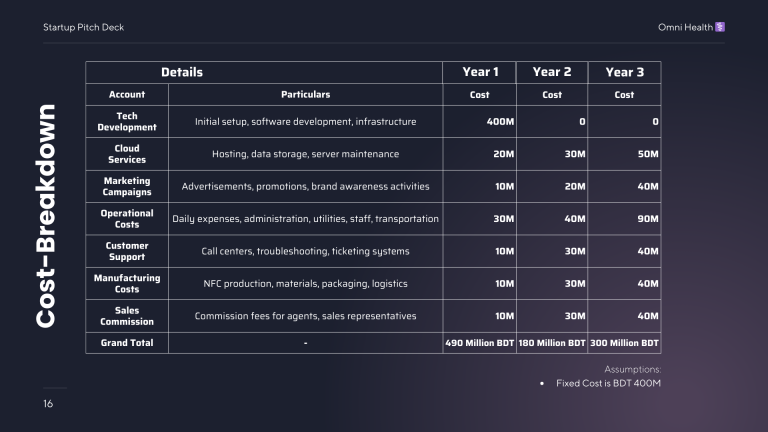 Startup Pitch Deck
Omni Health
Cost-Breakdown
Details Year 1 Year 2 Year 3
Account Particulars Cost Cost Cost
Tech
Development
Initial setup, software development, infrastructure 400M 0 0
Cloud
Services
Hosting, data storage, server maintenance 20M 30M 50M
Marketing
Campaigns
Advertisements, promotions, brand awareness activities 10M 20M 40M
Operational
Costs
Daily expenses, administration, utilities, staff, transportation 30M 40M 90M
Customer
Support
Call centers, troubleshooting, ticketing systems 10M 30M 40M
Manufacturing
Costs
NFC production, materials, packaging, logistics 10M 30M 40M
Sales
Commission
Commission fees for agents, sales representatives 10M 30M 40M
Grand Total - 490 Million BDT 180 Million BDT 300 Million BDT
Assumptions:
• Fixed Cost is BDT 400M
16